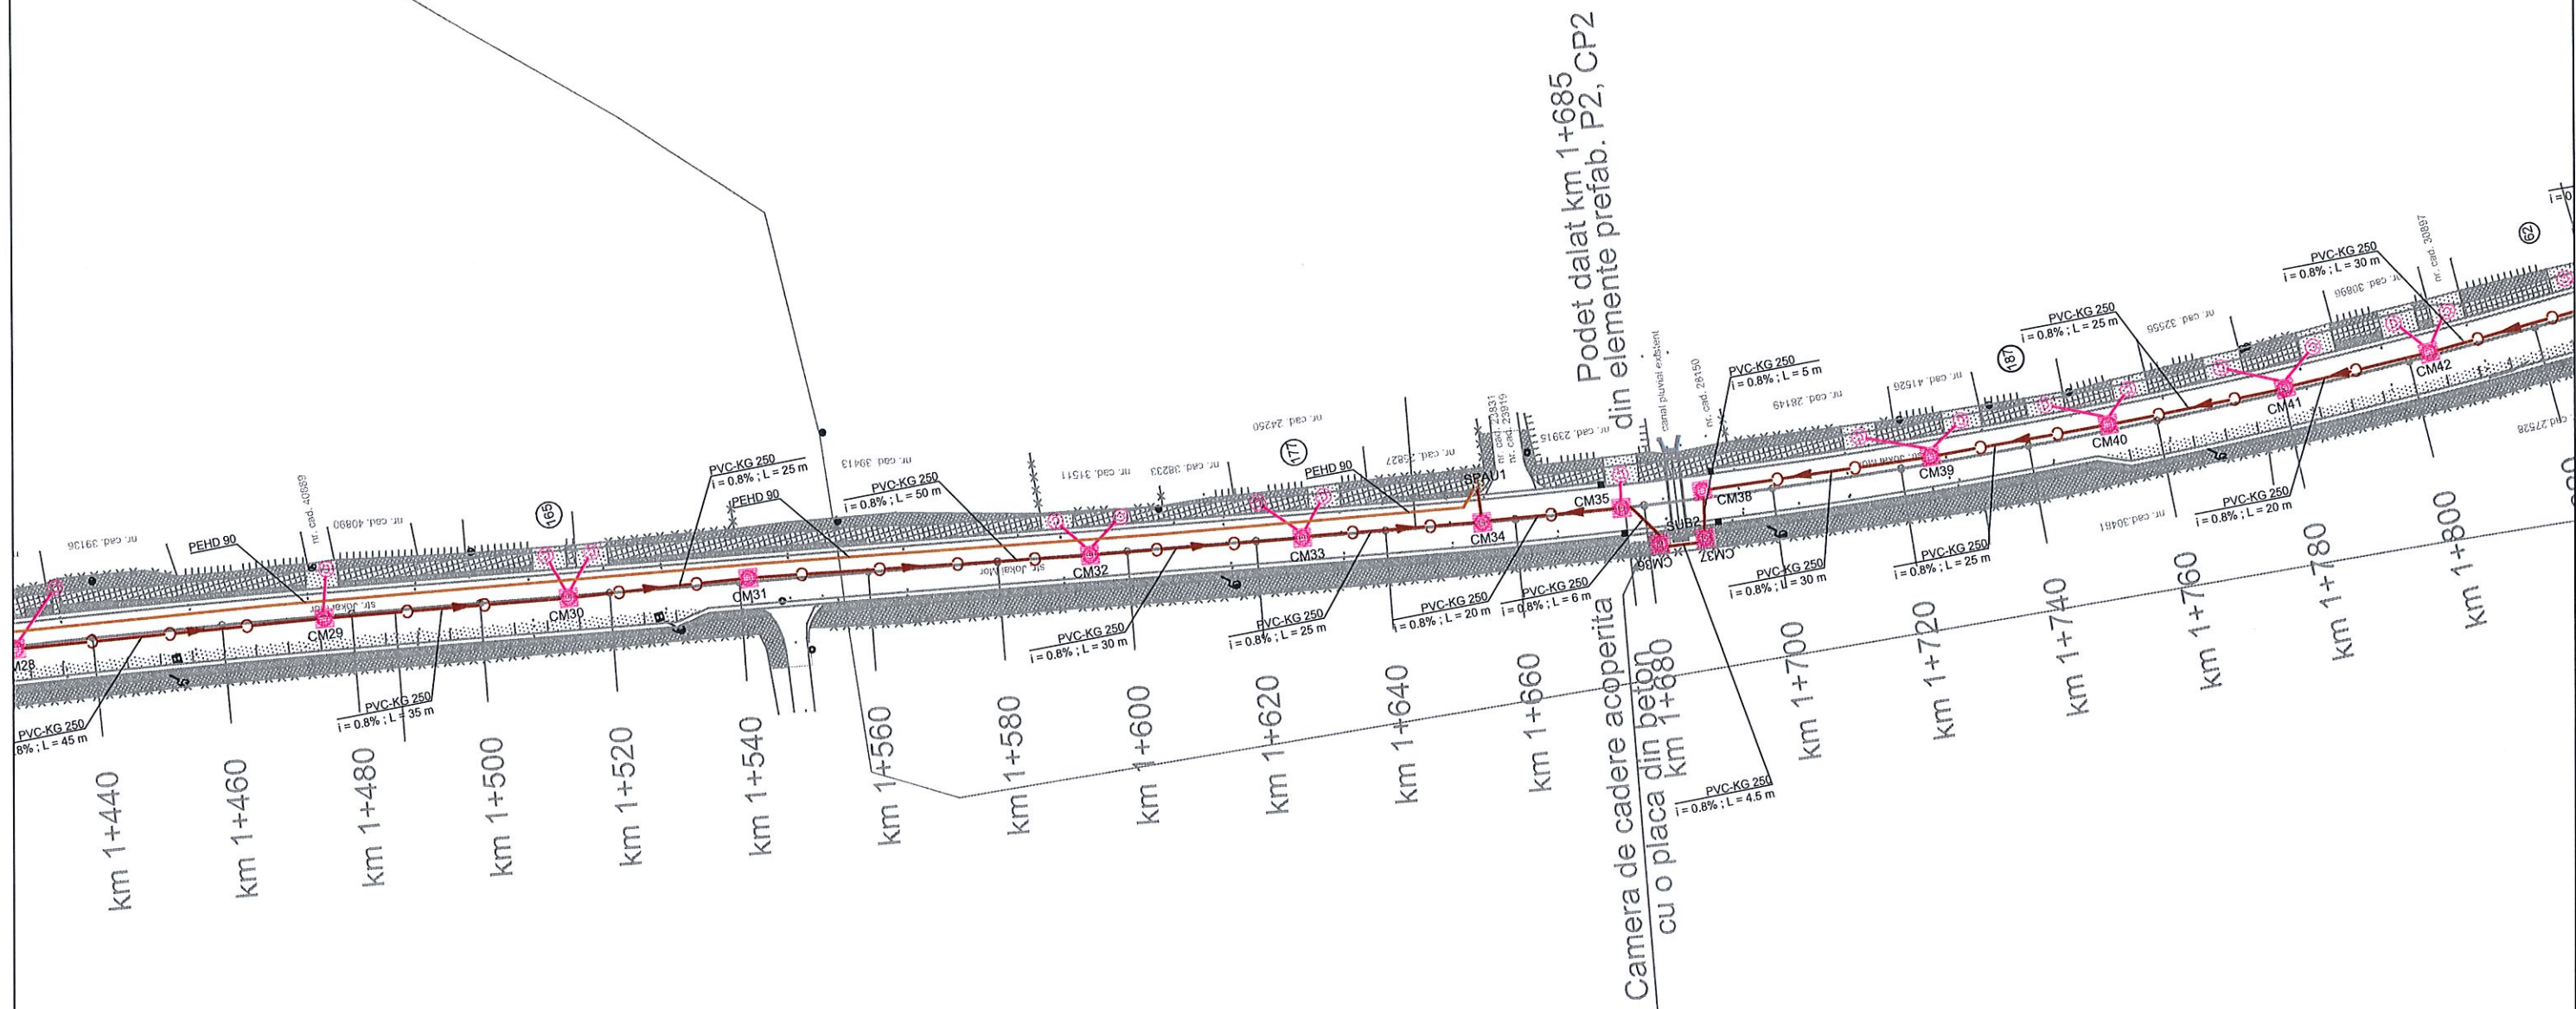 Podet dalat km 1+685
din elemente prefab. P2, CP2
canal pluvial existent
nr. cad. 28150
nr. cad. 39136
PEHD 90
nr. cad. 40889
nr. cad. 40890
165
PVC-KG 250
i = 0.8% ; L = 25 m
PEHD 90
nr. cad. 39413
PVC-KG 250
i = 0.8% ; L = 50 m
nr. cad. 31511
nr. cad. 38233
nr. cad. 24250
177
PEHD 90
nr. cad. 25827
SPAU1
nr. cad. 23919
nr. cad. 23915
PVC-KG 250
i = 0.8% ; L = 5 m
nr. cad. 28149
nr. cad. 41526
187
PVC-KG 250
i = 0.8% ; L = 25 m
nr. cad. 32556
PVC-KG 250
i = 0.8% ; L = 30 m
nr. cad. 30896
nr. cad. 30897
62
i = 0
M28
CM29
str. Jokai Mor
CM30
CM31
str. Jokai Mor
CM32
CM33
CM34
CM35
CM36
SUB2
CM37
CM38
CM39
CM40
CM41
CM42
PVC-KG 250
8% ; L = 45 m
PVC-KG 250
i = 0.8% ; L = 35 m
PVC-KG 250
i = 0.8% ; L = 30 m
PVC-KG 250
i = 0.8% ; L = 25 m
PVC-KG 250
i = 0.8% ; L = 20 m
PVC-KG 250
i = 0.8% ; L = 6 m
PVC-KG 250
i = 0.8% ; L = 4.5 m
PVC-KG 250
i = 0.8% ; L = 30 m
PVC-KG 250
i = 0.8% ; L = 25 m
nr. cad.30461
PVC-KG 250
i = 0.8% ; L = 20 m
cad.27528
km 1+440
km 1+460
km 1+480
km 1+500
km 1+520
km 1+540
km 1+560
km 1+580
km 1+600
km 1+620
km 1+640
km 1+660
Camera de cadere acoperita
cu o placa din beton
km 1+680
km 1+700
km 1+720
km 1+740
km 1+760
km 1+780
km 1+800